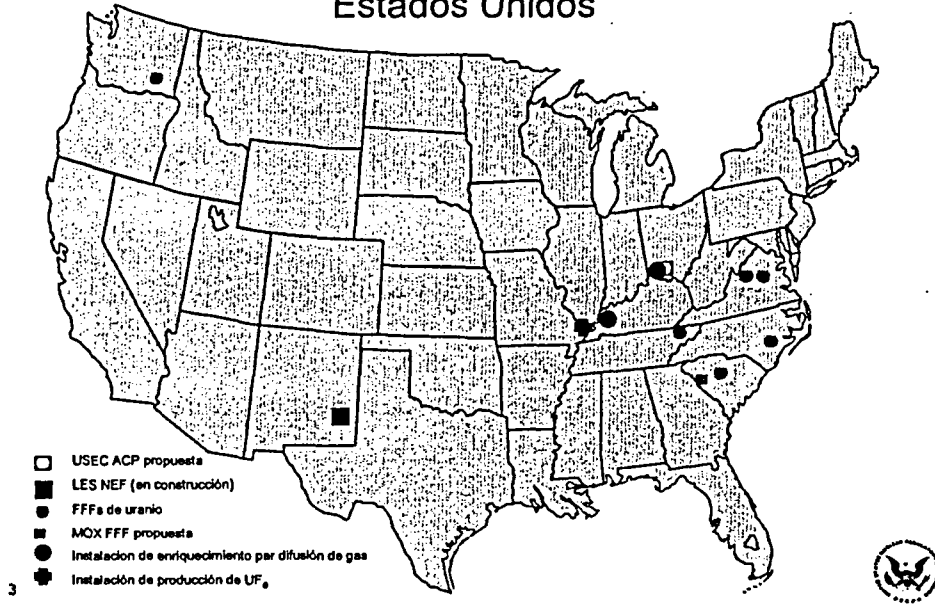 Estados Unidos
USEC ACP propuesta
LES NEF (en construcción)
FFFs de uranio
MOX FFF propuesta
Instalacion de enriquecimiento par difusión de gas
Instalación de producción de UF₆
3